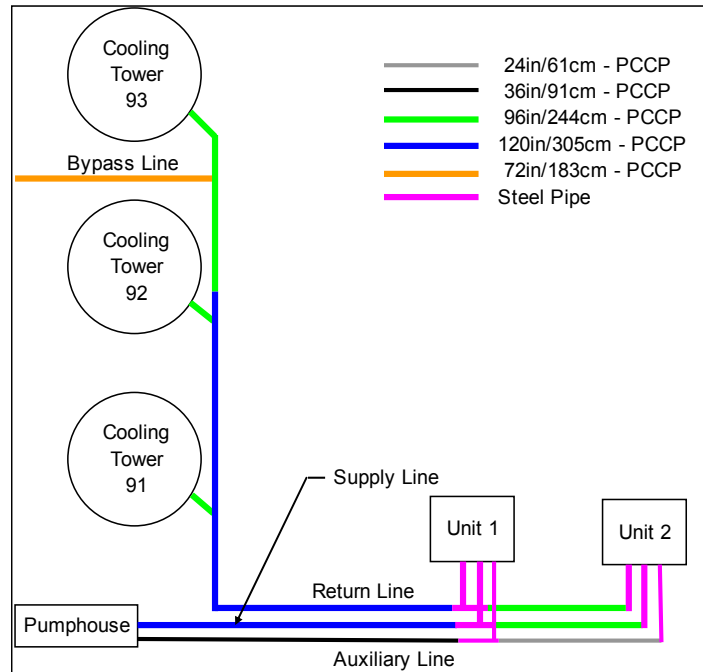 Cooling
Tower
93
24in/61cm - PCCP
36in/91cm - PCCP
96in/244cm - PCCP
120in/305cm - PCCP
72in/183cm - PCCP
Steel Pipe
Bypass Line
Cooling
Tower
92
Cooling
Tower
91
Supply Line
Unit 1
Unit 2
Return Line
Pumphouse
Auxiliary Line